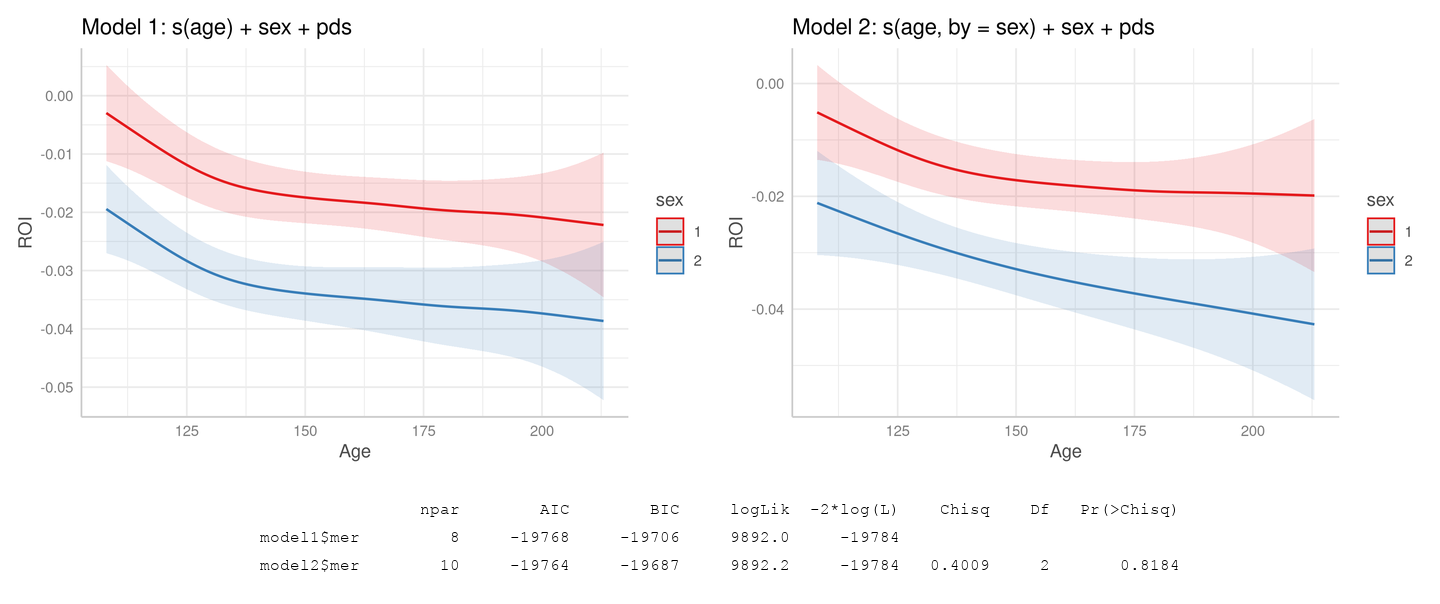 Model 1: s(age) + sex + pds
0.00
-0.01
-0.02
-0.03
-0.04
-0.05
ROI
125 150 175 200
Age
sex
1
2
Model 2: s(age, by = sex) + sex + pds
0.00
-0.02
-0.04
ROI
125 150 175 200
Age
sex
1
2
npar AIC BIC logLik -2*log(L) Chisq Df Pr(>Chisq)
model1$mer 8 -19768 -19706 9892.0 -19784
model2$mer 10 -19764 -19687 9892.2 -19784 0.4009 2 0.8184